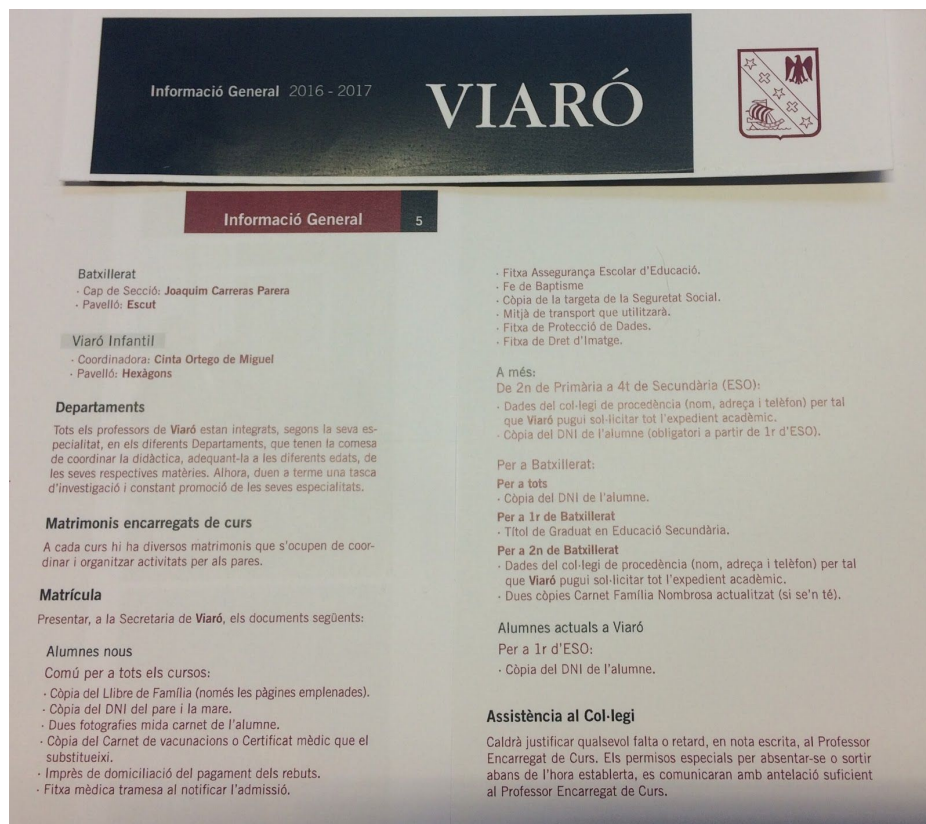 Informació General 2016 - 2017
VIARÓ
Informació General 5
Batxillerat
· Cap de Secció: Joaquim Carreras Parera
· Pavelló: Escut
Viaró Infantil
· Coordinadora: Cinta Ortego de Miguel
· Pavelló: Hexàgons
Departaments
Tots els professors de Viaró estan integrats, segons la seva es-
pecialitat, en els diferents Departaments, que tenen la comesa
de coordinar la didàctica, adequant-la a les diferents edats, de
les seves respectives matèries. Alhora, duen a terme una tasca
d'investigació i constant promoció de les seves especialitats.
Matrimonis encarregats de curs
A cada curs hi ha diversos matrimonis que s'ocupen de coor-
dinar i organitzar activitats per als pares.
Matrícula
Presentar, a la Secretaria de Viaró, els documents següents:
Alumnes nous
Comú per a tots els cursos:
· Còpia del Llibre de Família (només les pàgines emplenades).
· Còpia del DNI del pare i la mare.
· Dues fotografies mida carnet de l'alumne.
· Còpia del Carnet de vacunacions o Certificat mèdic que el
substitueixi.
· Imprès de domiciliació del pagament dels rebuts.
· Fitxa mèdica tramesa al notificar l'admissió.
· Fitxa Assegurança Escolar d'Educació.
· Fe de Baptisme
· Còpia de la targeta de la Seguretat Social.
· Mitjà de transport que utilitzarà.
· Fitxa de Protecció de Dades.
· Fitxa de Dret d'Imatge.
A més:
De 2n de Primària a 4t de Secundària (ESO):
· Dades del col·legi de procedència (nom, adreça i telèfon) per tal
que Viaró pugui sol·licitar tot l'expedient acadèmic.
· Còpia del DNI de l'alumne (obligatori a partir de 1r d'ESO).
Per a Batxillerat:
Per a tots
· Còpia del DNI de l'alumne.
Per a 1r de Batxillerat
· Títol de Graduat en Educació Secundària.
Per a 2n de Batxillerat
· Dades del col·legi de procedència (nom, adreça i telèfon) per tal
que Viaró pugui sol·licitar tot l'expedient acadèmic.
· Dues còpies Carnet Família Nombrosa actualitzat (si se'n té).
Alumnes actuals a Viaró
Per a 1r d'ESO:
· Còpia del DNI de l'alumne.
Assistència al Col·legi
Caldrà justificar qualsevol falta o retard, en nota escrita, al Professor
Encarregat de Curs. Els permisos especials per absentar-se o sortir
abans de l'hora establerta, es comunicaran amb antelació suficient
al Professor Encarregat de Curs.